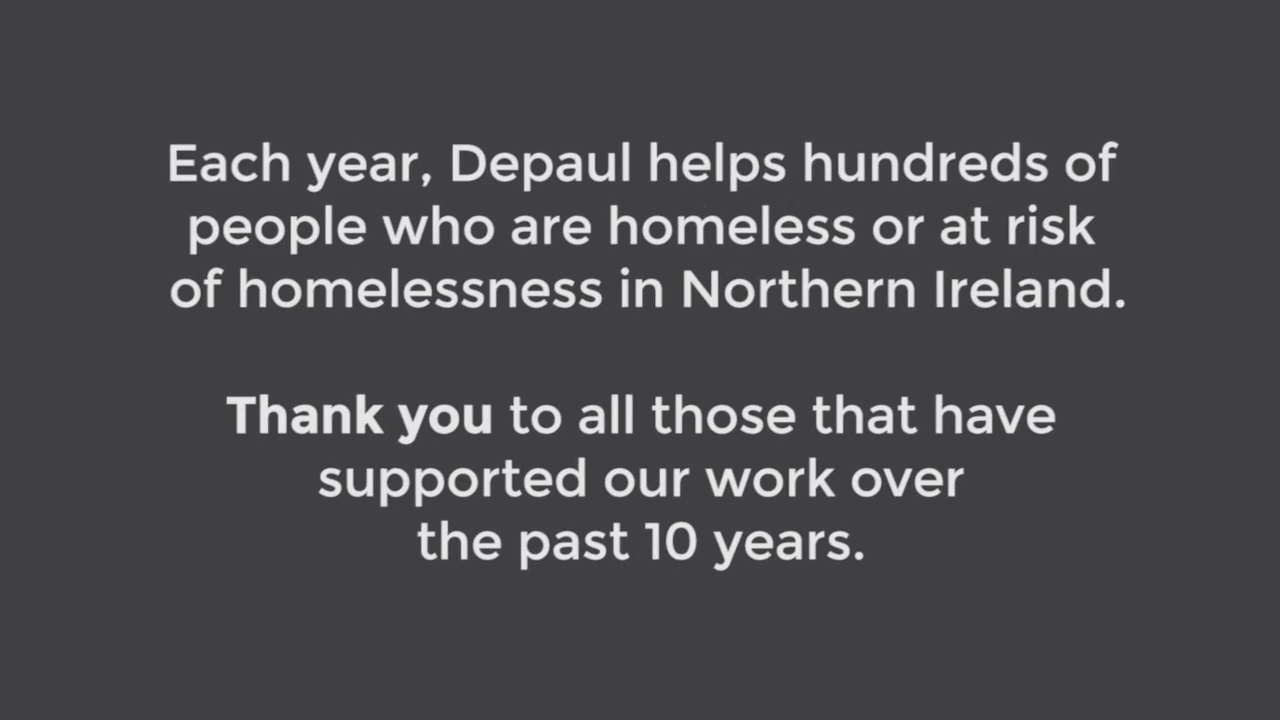 Each year, Depaul helps hundreds of
people who are homeless or at risk
of homelessness in Northern Ireland.
Thank you to all those that have
supported our work over
the past 10 years.